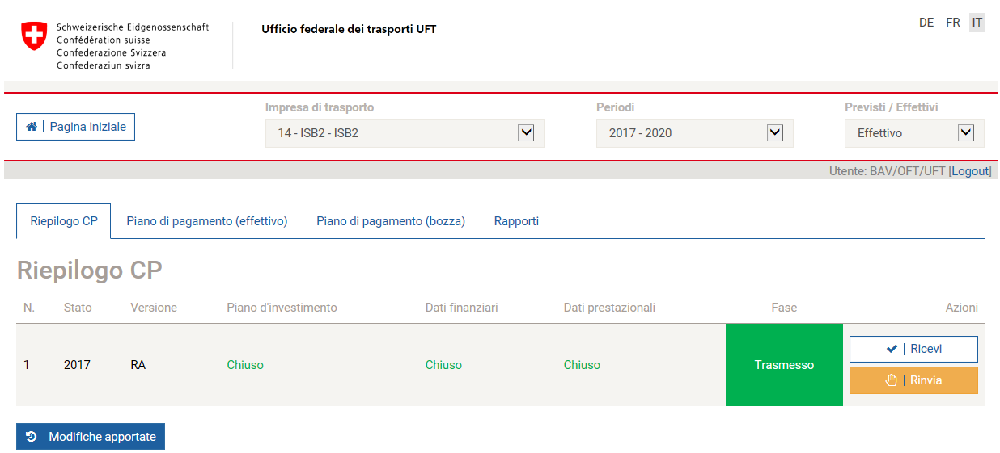 Schweizerische Eidgenossenschaft
Confédération suisse
Confederazione Svizzera
Confederaziun svizra
Ufficio federale dei trasporti UFT
DE FR IT
Pagina iniziale
Impresa di trasporto
14 - ISB2 - ISB2
Periodi
2017 - 2020
Previsti / Effettivi
Effettivo
Utente: BAV/OFT/UFT [Logout]
Riepilogo CP Piano di pagamento (effettivo) Piano di pagamento (bozza) Rapporti
Riepilogo CP
N. Stato Versione Piano d'investimento Dati finanziari Dati prestazionali Fase Azioni
1 2017 RA Chiuso Chiuso Chiuso Trasmesso
Ricevi
Rinvia
Modifiche apportate